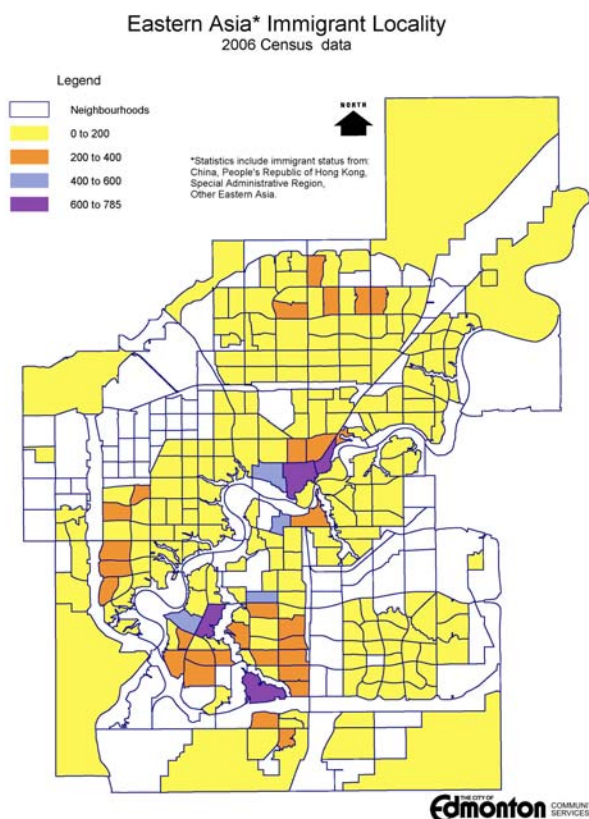 Eastern Asia* Immigrant Locality
2006 Census data
Legend
Neighbourhoods
0 to 200
200 to 400
400 to 600
600 to 785
NORTH
*Statistics include immigrant status from:
China, People's Republic of Hong Kong,
Special Administrative Region,
Other Eastern Asia.
THE CITY OF
Edmonton
COMMUNI
SERVICES